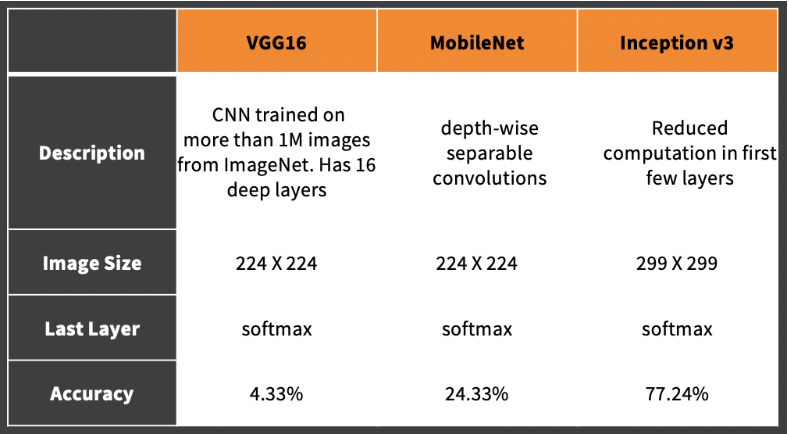 VGG16 MobileNet Inception v3
Description
CNN trained on
more than 1M images
from ImageNet. Has 16
deep layers
depth-wise
separable
convolutions
Reduced
computation in first
few layers
Image Size 224 X 224 224 X 224 299 X 299
Last Layer softmax softmax softmax
Accuracy 4.33% 24.33% 77.24%